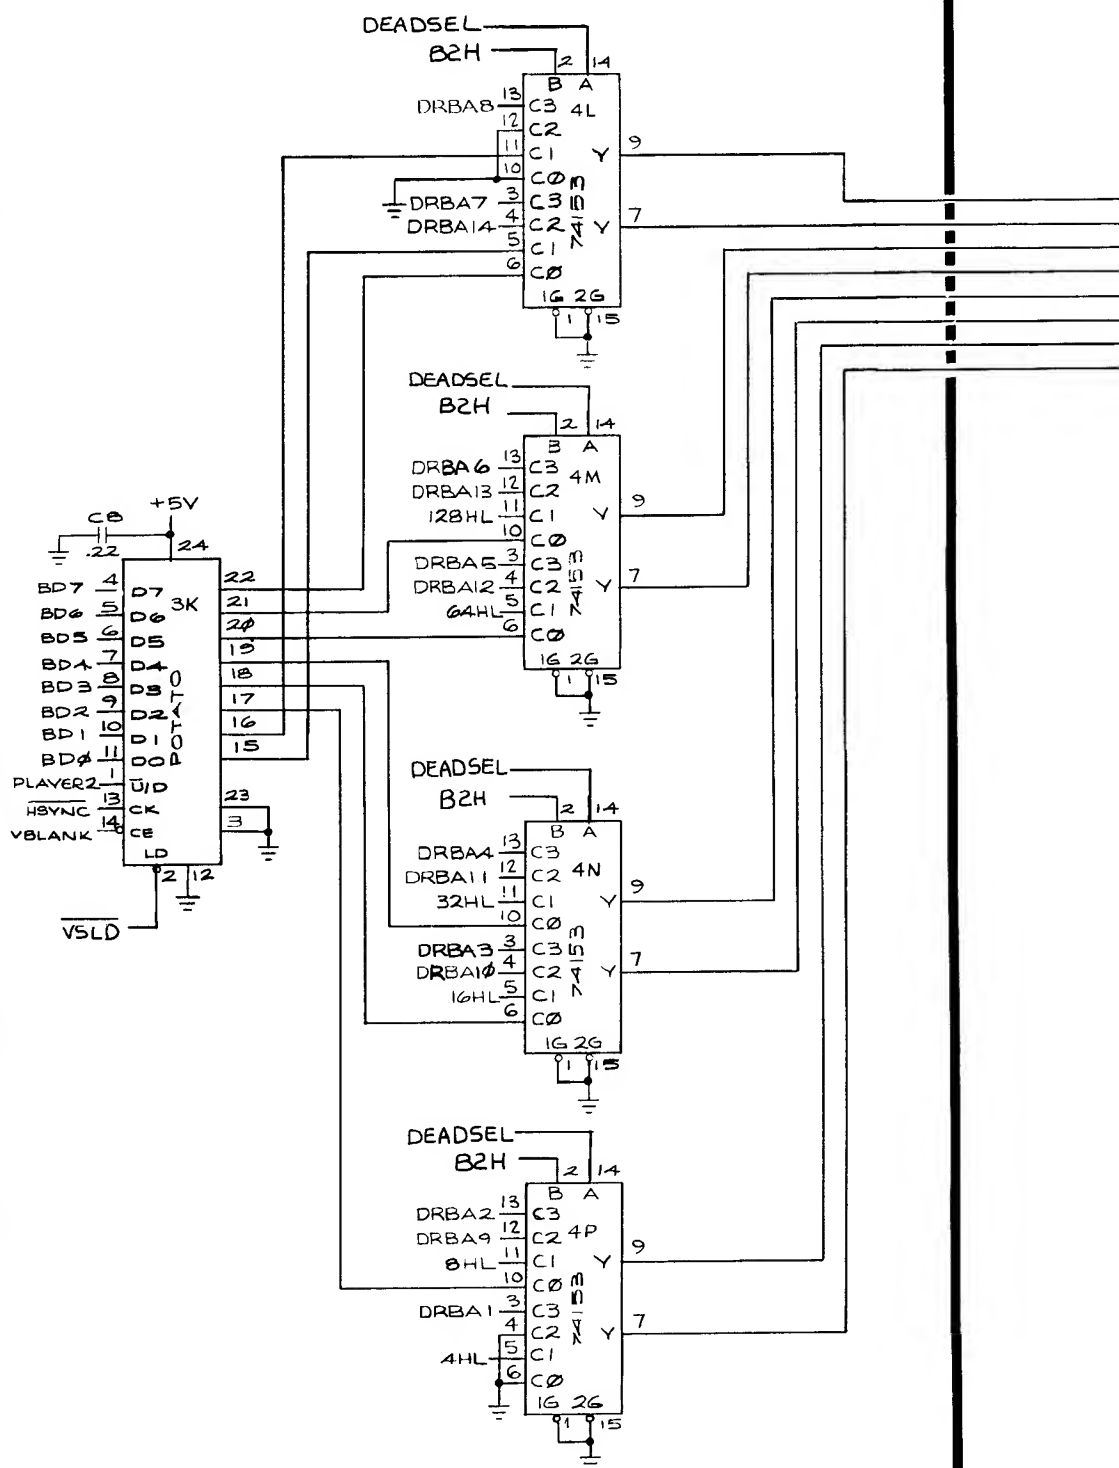 DEADSEL
B2H
2 14
B A
DRBA8 13 C3 4L
12 C2
11 C1 Y 9
10 CØ
DRBA7 3 C3
DRBA14 4 C2 Y 7
5 C1
6 CØ
74153
1G 2G
1 15
DEADSEL
B2H
2 14
B A
DRBA6 13 C3 4M
DRBA13 12 C2
128HL 11 C1 Y 9
10 CØ
DRBA5 3 C3
DRBA12 4 C2 Y 7
64HL 5 C1
6 CØ
74153
1G 2G
1 15
+5V
C8
.22
24
BD7 4 D7 22
3K
BD6 5 D6 21
BD5 6 D5 2Ø
BD4 7 D4 19
BD3 8 D3 18
BD2 9 D2 17
BD1 10 D1 16
BDØ 11 DO 15
POTATO
PLAYER2 1 U/D 23
HSYNC 13 CK 3
VBLANK 14 CE
LD
2 12
VSLD
DEADSEL
B2H
2 14
B A
DRBA4 13 C3
DRBA11 12 C2 4N
32HL 11 C1 Y 9
10 CØ
DRBA3 3 C3
DRBA1Ø 4 C2 Y 7
16HL 5 C1
6 CØ
74153
1G 2G
1 15
DEADSEL
B2H
2 14
B A
DRBA2 13 C3
DRBA9 12 C2 4P
8HL 11 C1 Y 9
10 CØ
DRBA1 3 C3
4 C2 Y 7
4HL 5 C1
6 CØ
74153
1G 2G
1 15